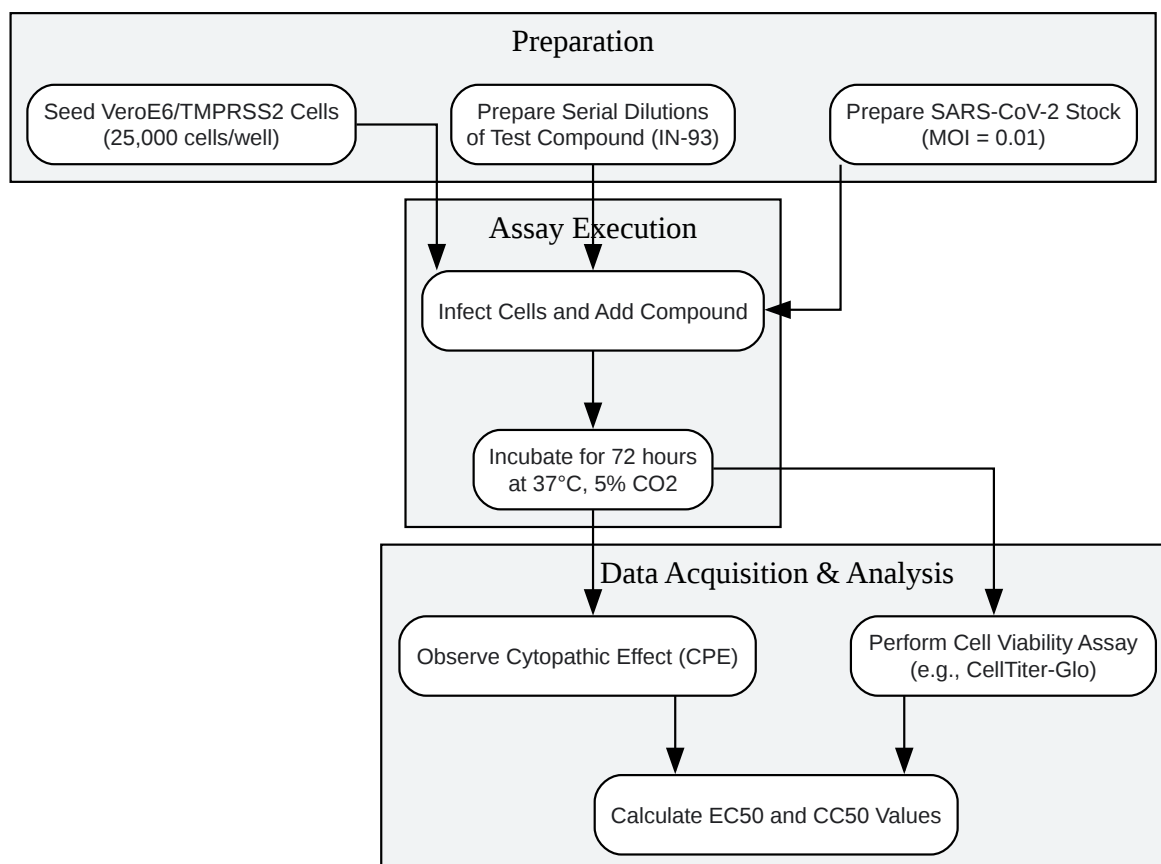 Preparation
Seed VeroE6/TMPRSS2 Cells
(25,000 cells/well)
Prepare Serial Dilutions
of Test Compound (IN-93)
Prepare SARS-CoV-2 Stock
(MOI = 0.01)
Assay Execution
Infect Cells and Add Compound
Incubate for 72 hours
at 37°C, 5% CO2
Data Acquisition & Analysis
Observe Cytopathic Effect (CPE)
Perform Cell Viability Assay
(e.g., CellTiter-Glo)
Calculate EC50 and CC50 Values